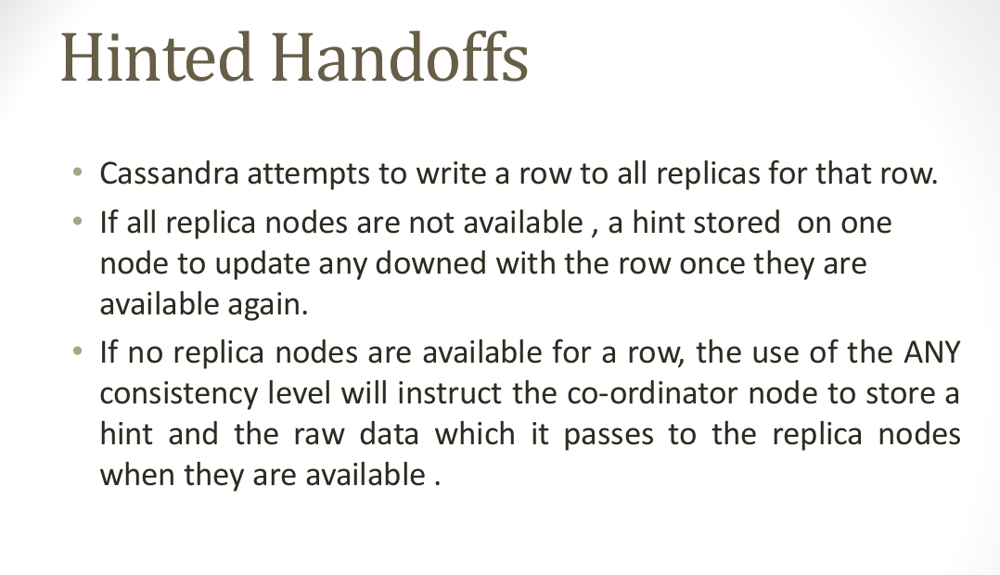 Hinted Handoffs
• Cassandra attempts to write a row to all replicas for that row.
• If all replica nodes are not available , a hint stored  on one
node to update any downed with the row once they are
available again.
• If no replica nodes are available for a row, the use of the ANY
consistency level will instruct the co-ordinator node to store a
hint and the raw data which it passes to the replica nodes
when they are available .